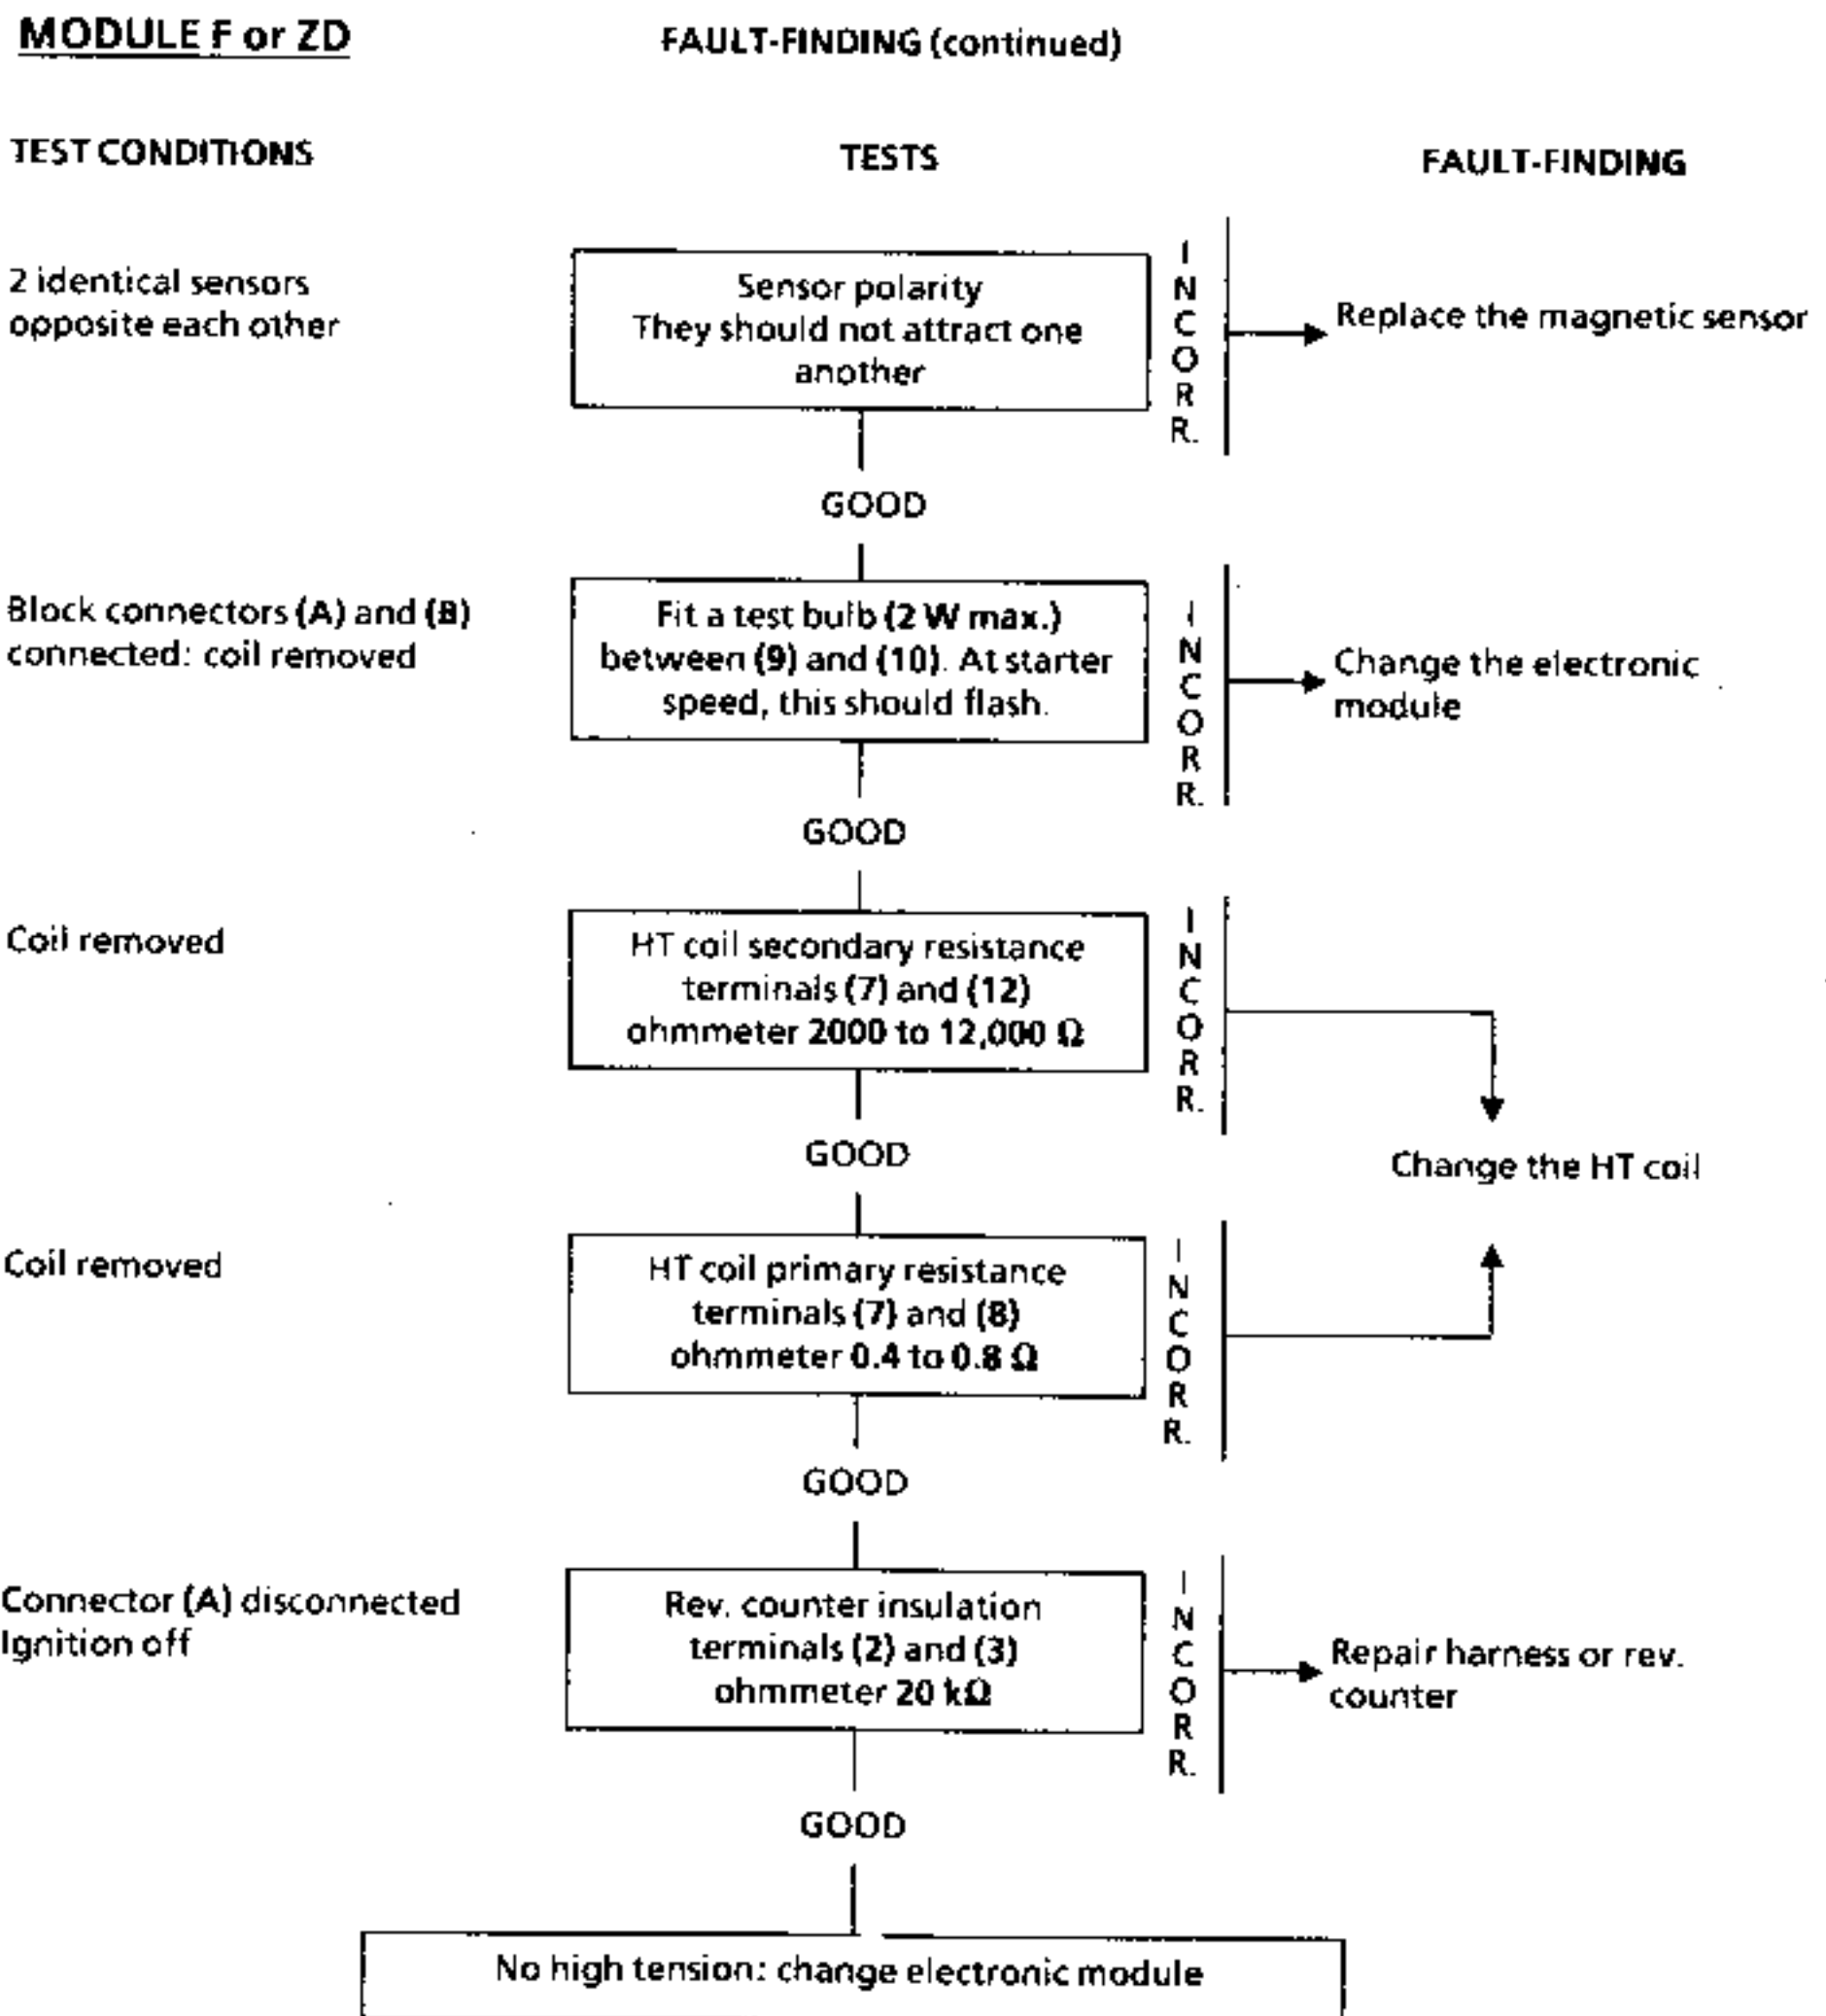 MODULE F or ZD
FAULT-FINDING (continued)
TEST CONDITIONS
TESTS
FAULT-FINDING
2 identical sensors
opposite each other
Sensor polarity
They should not attract one
another
INCORR.
Replace the magnetic sensor
GOOD
Block connectors (A) and (B)
connected: coil removed
Fit a test bulb (2 W max.)
between (9) and (10). At starter
speed, this should flash.
INCORR.
Change the electronic
module
GOOD
Coil removed
HT coil secondary resistance
terminals (7) and (12)
ohmmeter 2000 to 12,000 Ω
INCORR.
GOOD
Change the HT coil
Coil removed
HT coil primary resistance
terminals (7) and (8)
ohmmeter 0.4 to 0.8 Ω
INCORR.
GOOD
Connector (A) disconnected
Ignition off
Rev. counter insulation
terminals (2) and (3)
ohmmeter 20 kΩ
INCORR.
Repair harness or rev.
counter
GOOD
No high tension: change electronic module